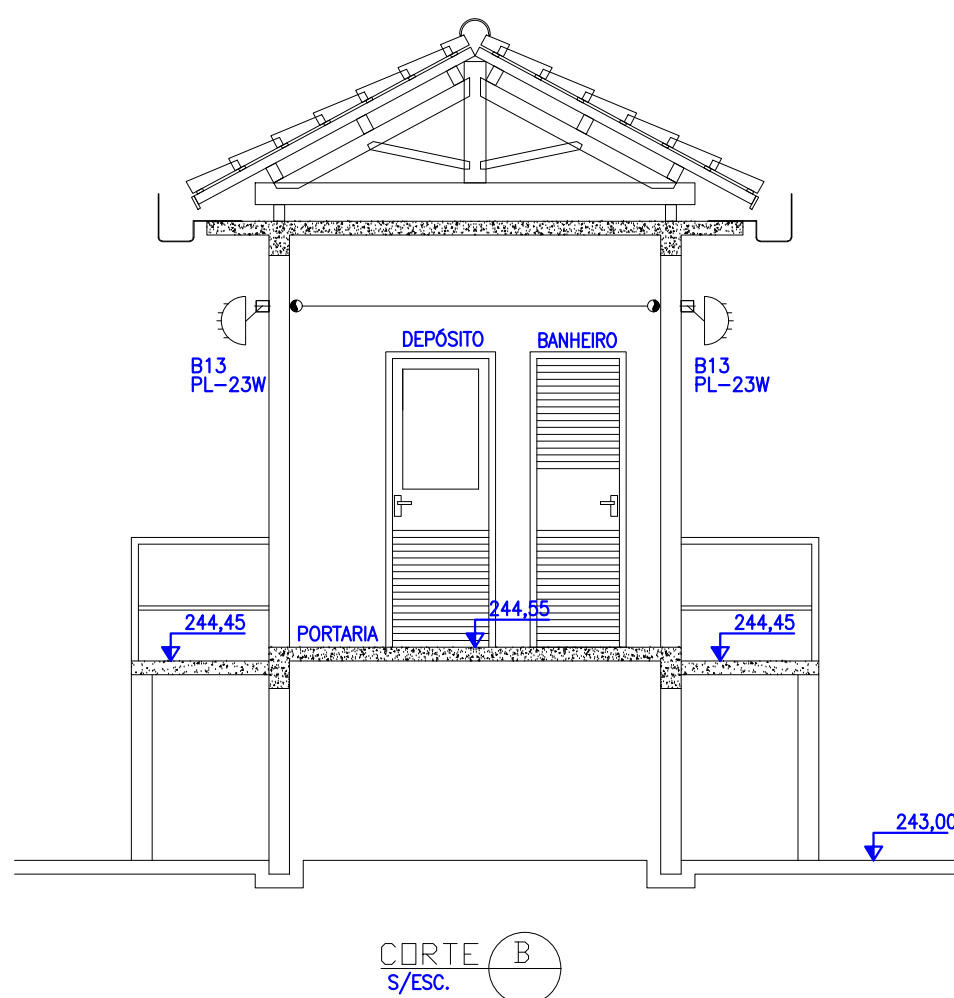 DEPÓSITO
BANHEIRO
B13
PL-23W
B13
PL-23W
244,55
244,45
PORTARIA
244,45
243,00
CORTE B
S/ESC.